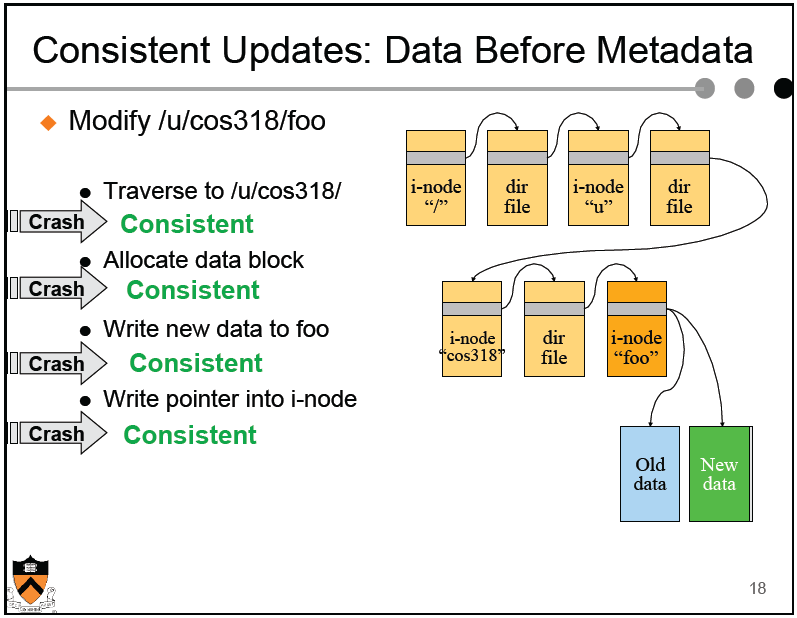 Consistent Updates: Data Before Metadata
Modify /u/cos318/foo
Traverse to /u/cos318/
Crash
Consistent
Allocate data block
Crash
Consistent
Write new data to foo
Crash
Consistent
Write pointer into i-node
Crash
Consistent
i-node
“/”
dir
file
i-node
“u”
dir
file
i-node
“cos318”
dir
file
i-node
“foo”
Old
data
New
data
18